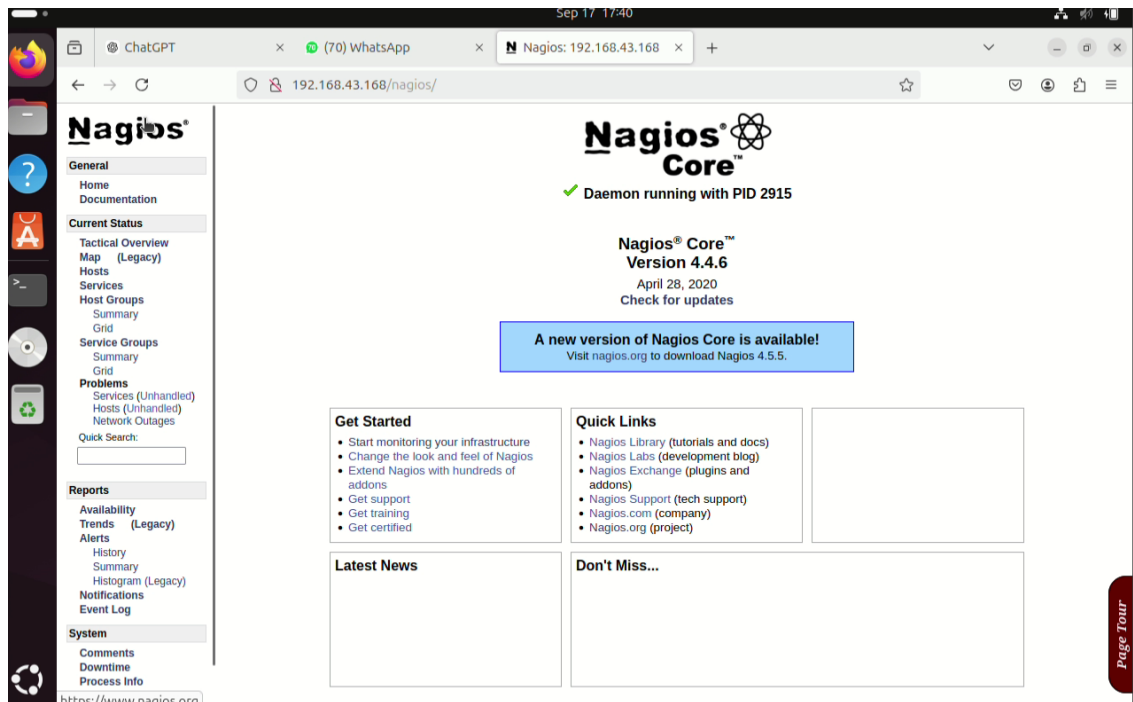 Sep 17 17:40
ChatGPT
(70) WhatsApp
Nagios: 192.168.43.168
192.168.43.168/nagios/
Nagios®
General
Home
Documentation
Current Status
Tactical Overview
Map (Legacy)
Hosts
Services
Host Groups
Summary
Grid
Service Groups
Summary
Grid
Problems
Services (Unhandled)
Hosts (Unhandled)
Network Outages
Quick Search:
Reports
Availability
Trends (Legacy)
Alerts
History
Summary
Histogram (Legacy)
Notifications
Event Log
System
Comments
Downtime
Process Info
https://www.nagios.org
Nagios®
Core™
Daemon running with PID 2915
Nagios® Core™
Version 4.4.6
April 28, 2020
Check for updates
A new version of Nagios Core is available!
Visit nagios.org to download Nagios 4.5.5.
Get Started
• Start monitoring your infrastructure
• Change the look and feel of Nagios
• Extend Nagios with hundreds of
addons
• Get support
• Get training
• Get certified
Quick Links
• Nagios Library (tutorials and docs)
• Nagios Labs (development blog)
• Nagios Exchange (plugins and
addons)
• Nagios Support (tech support)
• Nagios.com (company)
• Nagios.org (project)
Latest News
Don't Miss...
Page Tour